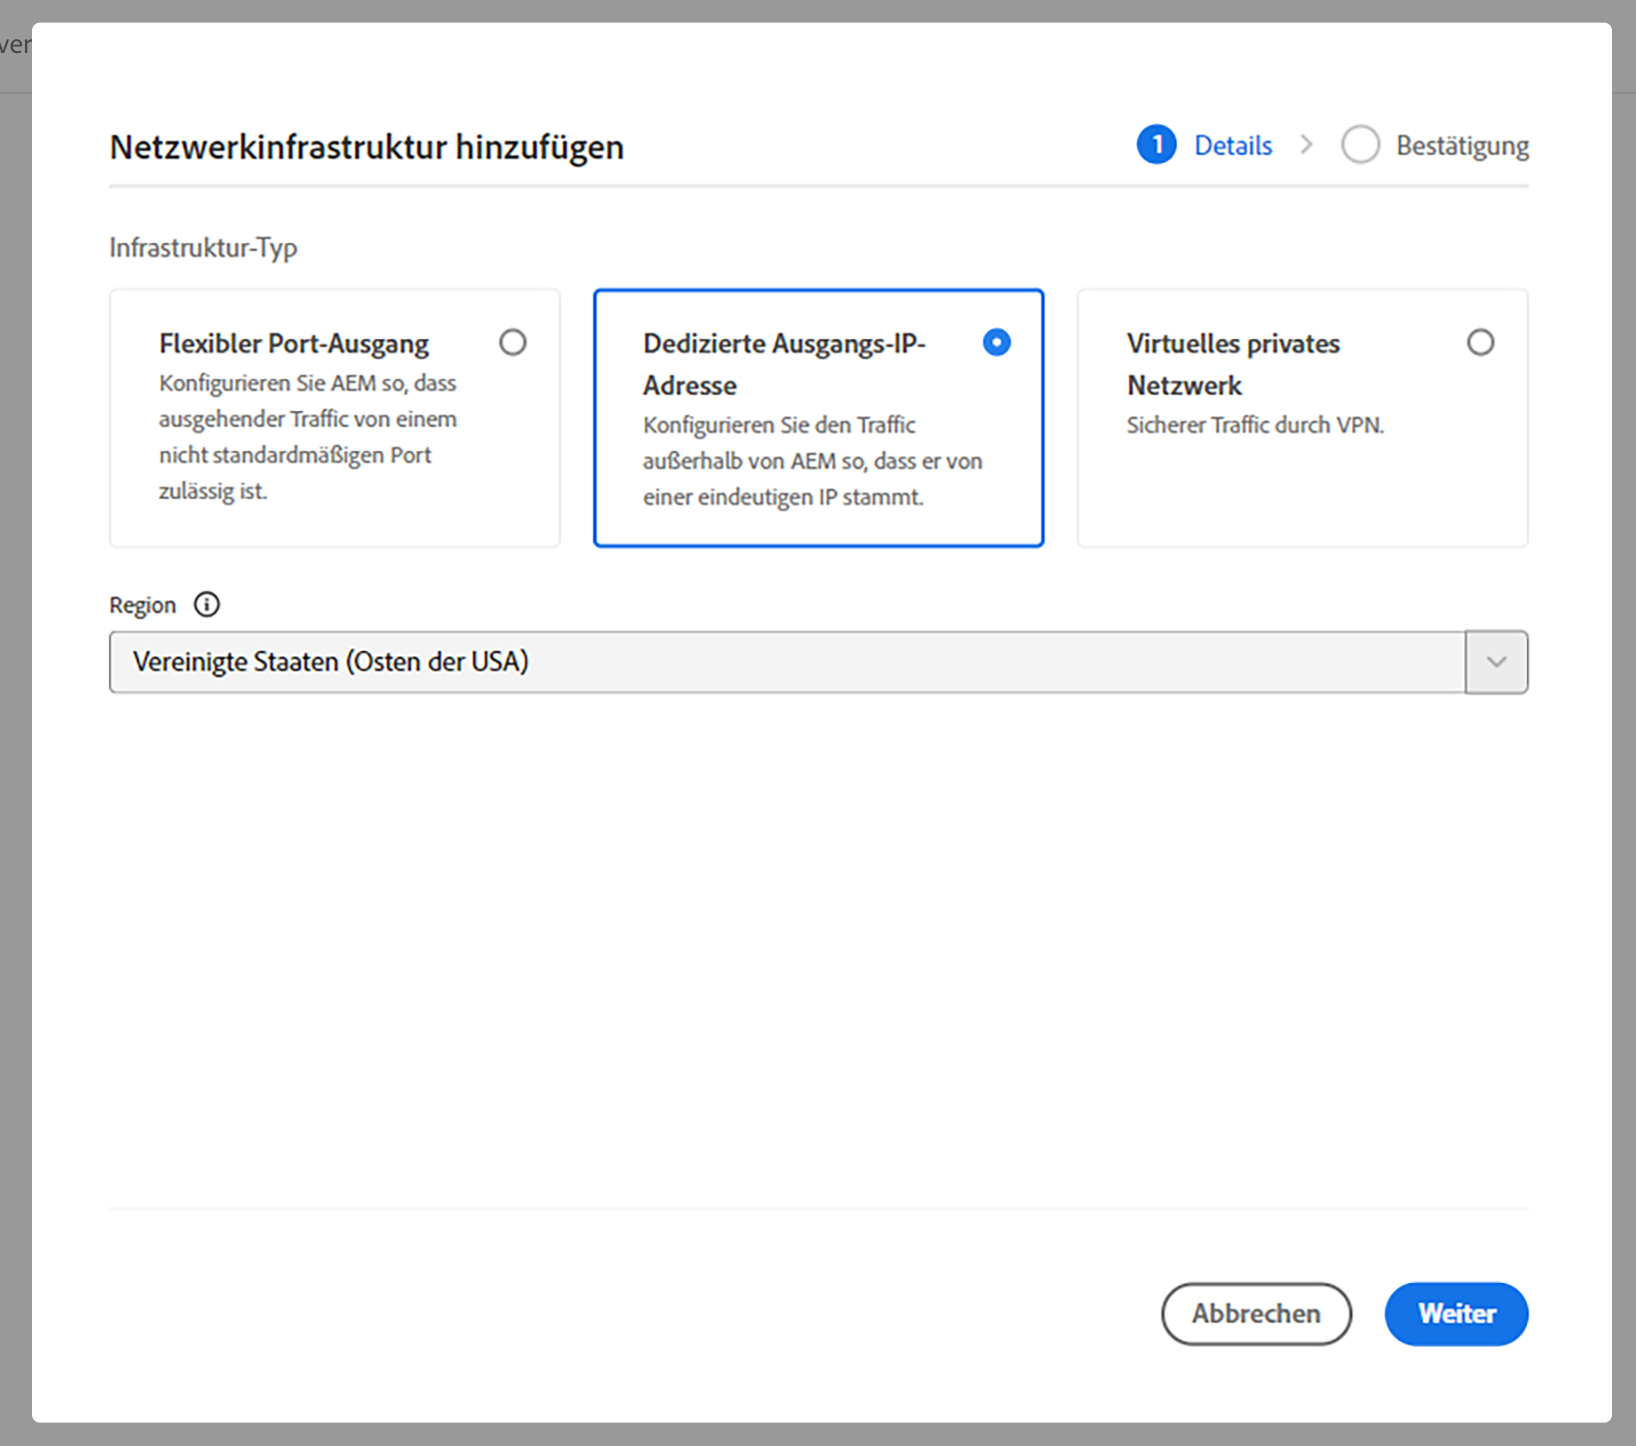 ver
Netzwerkinfrastruktur hinzufügen
1 Details Bestätigung
Infrastruktur-Typ
Flexibler Port-Ausgang
Konfigurieren Sie AEM so, dass
ausgehender Traffic von einem
nicht standardmäßigen Port
zulässig ist.
Dedizierte Ausgangs-IP-
Adresse
Konfigurieren Sie den Traffic
außerhalb von AEM so, dass er von
einer eindeutigen IP stammt.
Virtuelles privates
Netzwerk
Sicherer Traffic durch VPN.
Region
Vereinigte Staaten (Osten der USA)
Abbrechen
Weiter